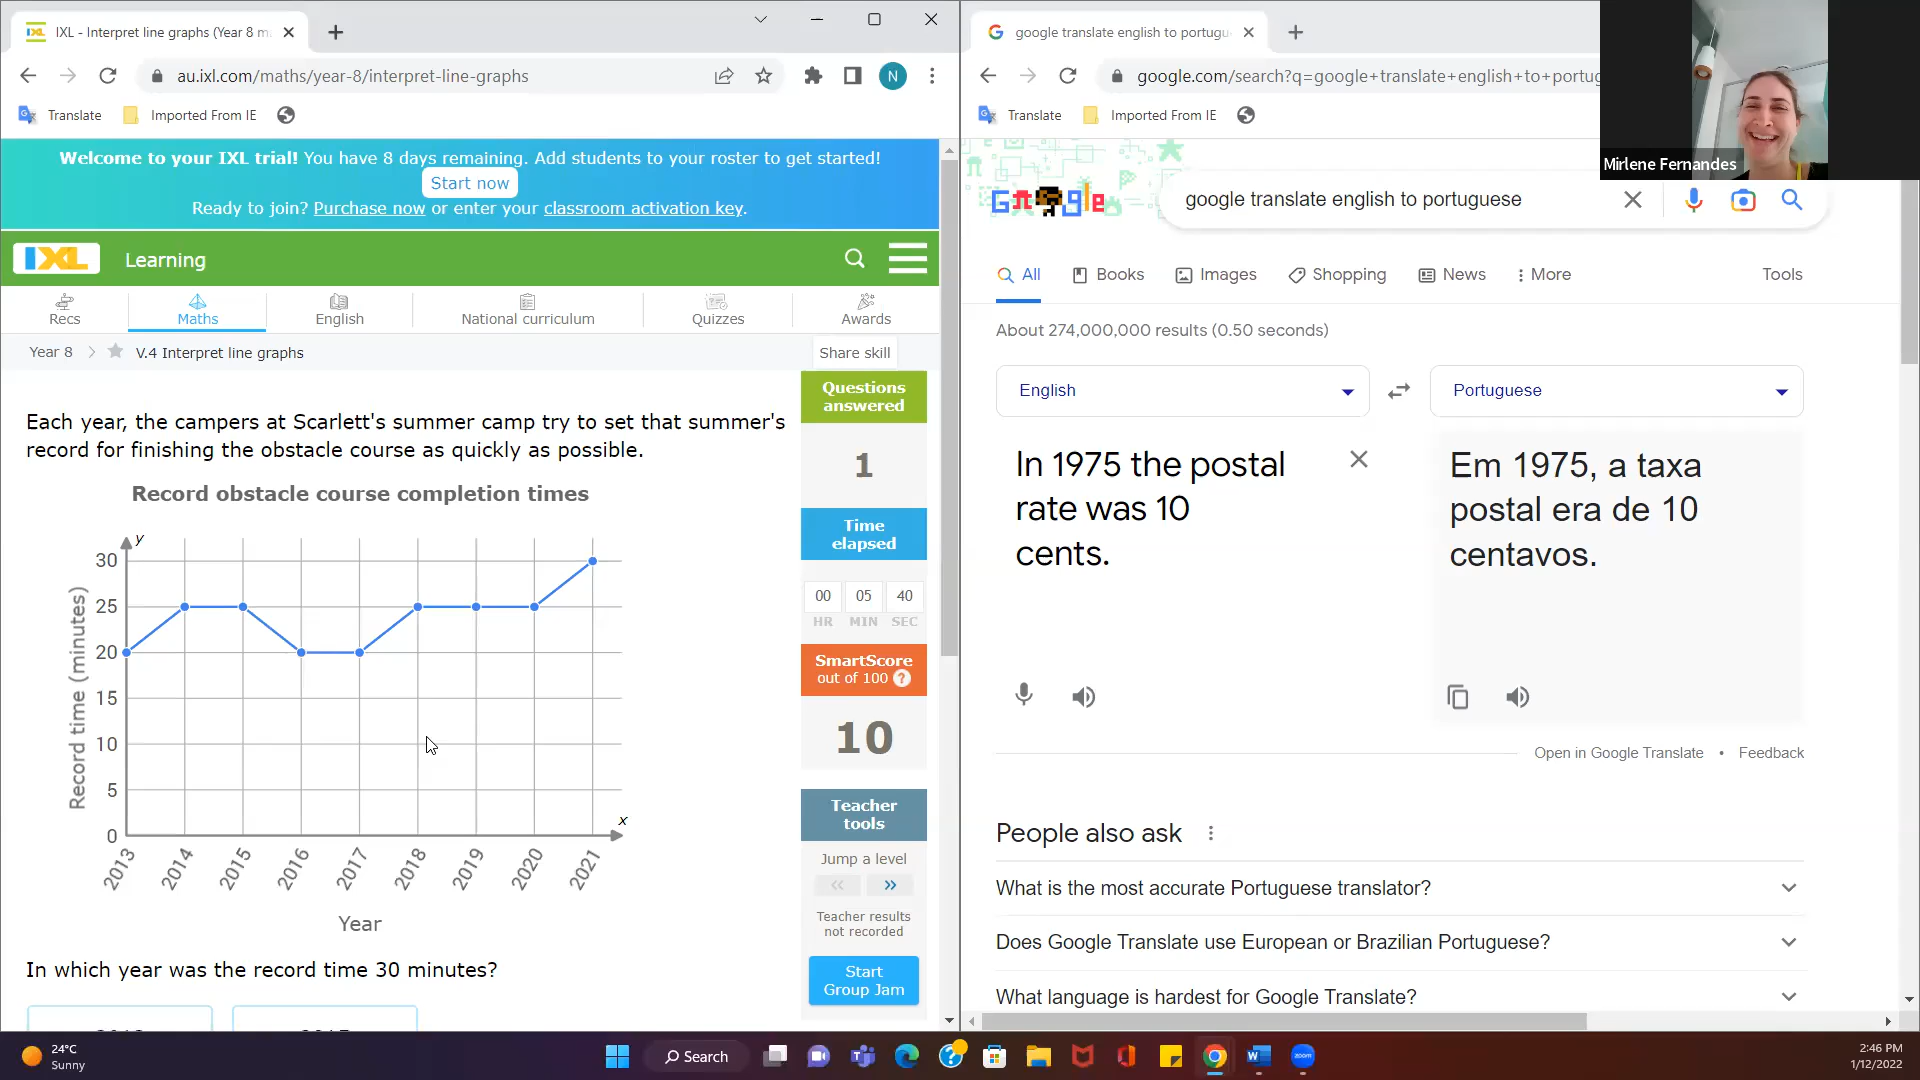 IXL - Interpret line graphs (Year 8 m
au.ixl.com/maths/year-8/interpret-line-graphs
N
Translate
Imported From IE
Welcome to your IXL trial! You have 8 days remaining. Add students to your roster to get started!
Start now
Ready to join? Purchase now or enter your classroom activation key.
IXL
Learning
Recs
Maths
English
National curriculum
Quizzes
Awards
Year 8
V.4 Interpret line graphs
Share skill
Each year, the campers at Scarlett's summer camp try to set that summer's
record for finishing the obstacle course as quickly as possible.
Record obstacle course completion times
y
30
25
20
15
10
5
0
x
Record time (minutes)
2013
2014
2015
2016
2017
2018
2019
2020
2021
Year
In which year was the record time 30 minutes?
Questions
answered
1
Time
elapsed
00 05 40
HR MIN SEC
SmartScore
out of 100 ?
10
Teacher
tools
Jump a level
Teacher results
not recorded
Start
Group Jam
google translate english to portugu
google.com/search?q=google+translate+english+to+portug
Translate
Imported From IE
Mirlene Fernandes
Google
google translate english to portuguese
All
Books
Images
Shopping
News
More
Tools
About 274,000,000 results (0.50 seconds)
English
Portuguese
In 1975 the postal
rate was 10
cents.
Em 1975, a taxa
postal era de 10
centavos.
Open in Google Translate • Feedback
People also ask
What is the most accurate Portuguese translator?
Does Google Translate use European or Brazilian Portuguese?
What language is hardest for Google Translate?
24°C
Sunny
Search
zoom
2:46 PM
1/12/2022